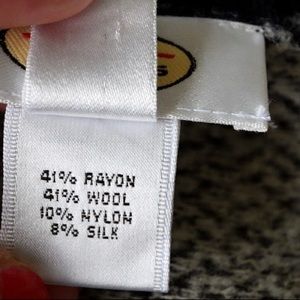 41% RAYON
41% WOOL
10% NYLON
8% SILK